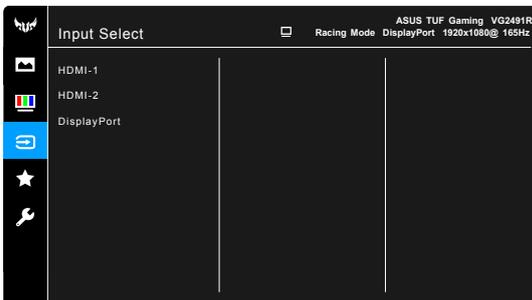 ASUS TUF Gaming VG2491R
Input Select
Racing Mode DisplayPort 1920x1080@ 165Hz
HDMI-1
HDMI-2
DisplayPort